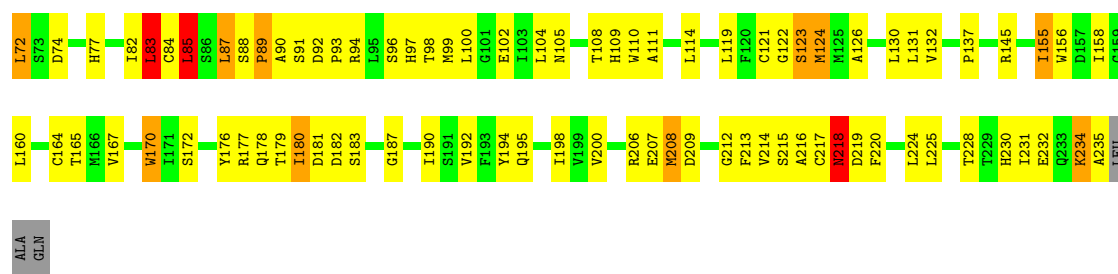 L72 S73 D74 H77 I82 L83 C84 L85 S86 L87 S88 P89 A90 S91 D92 P93 R94 L95 S96 H97 T98 M99 L100 G101 E102 I103 L104 N105 T108 H109 W110 A111 L114 L119 F120 C121 G122 S123 M124 M125 A126 L130 L131 V132 P137 R145 I155 W156 D157 I158 G159
L160 C164 T165 M166 V167 W170 I171 S172 Y176 R177 Q178 T179 I180 D181 D182 S183 G187 I190 S191 V192 F193 Y194 Q195 I198 V199 V200 R206 E207 M208 D209 G212 F213 V214 S215 A216 C217 N218 D219 F220 L224 L225 T228 T229 H230 I231 E232 Q233 K234 A235 LEU
ALA GLN